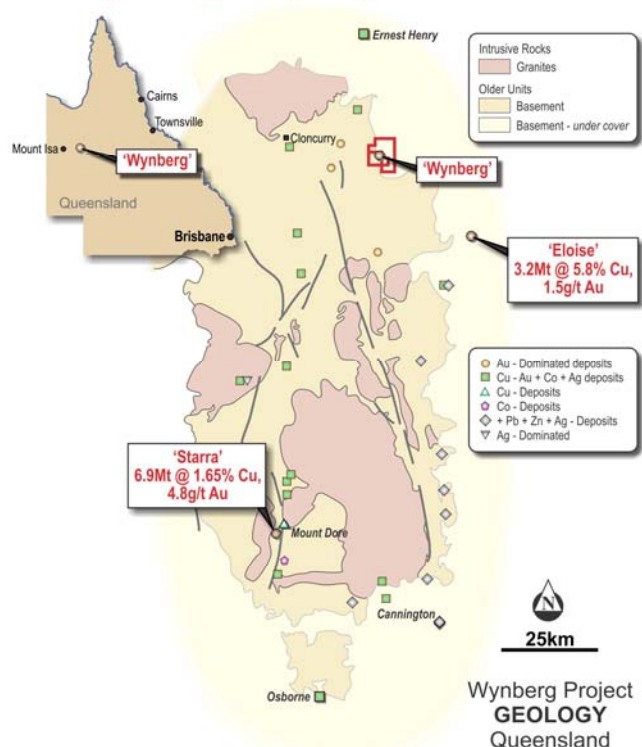 Ernest Henry
Intrusive Rocks
Granites
Older Units
Basement
Basement - under cover
Cairns
Townsville
Mount Isa
'Wynberg'
Queensland
Brisbane
Cloncurry
'Wynberg'
'Eloise'
3.2Mt @ 5.8% Cu,
1.5g/t Au
Au - Dominated deposits
Cu - Au + Co + Ag deposits
Cu - Deposits
Co - Deposits
+ Pb + Zn + Ag - Deposits
Ag - Dominated
'Starra'
6.9Mt @ 1.65% Cu,
4.8g/t Au
Mount Dore
Cannington
Osborne
N
25km
Wynberg Project
GEOLOGY
Queensland